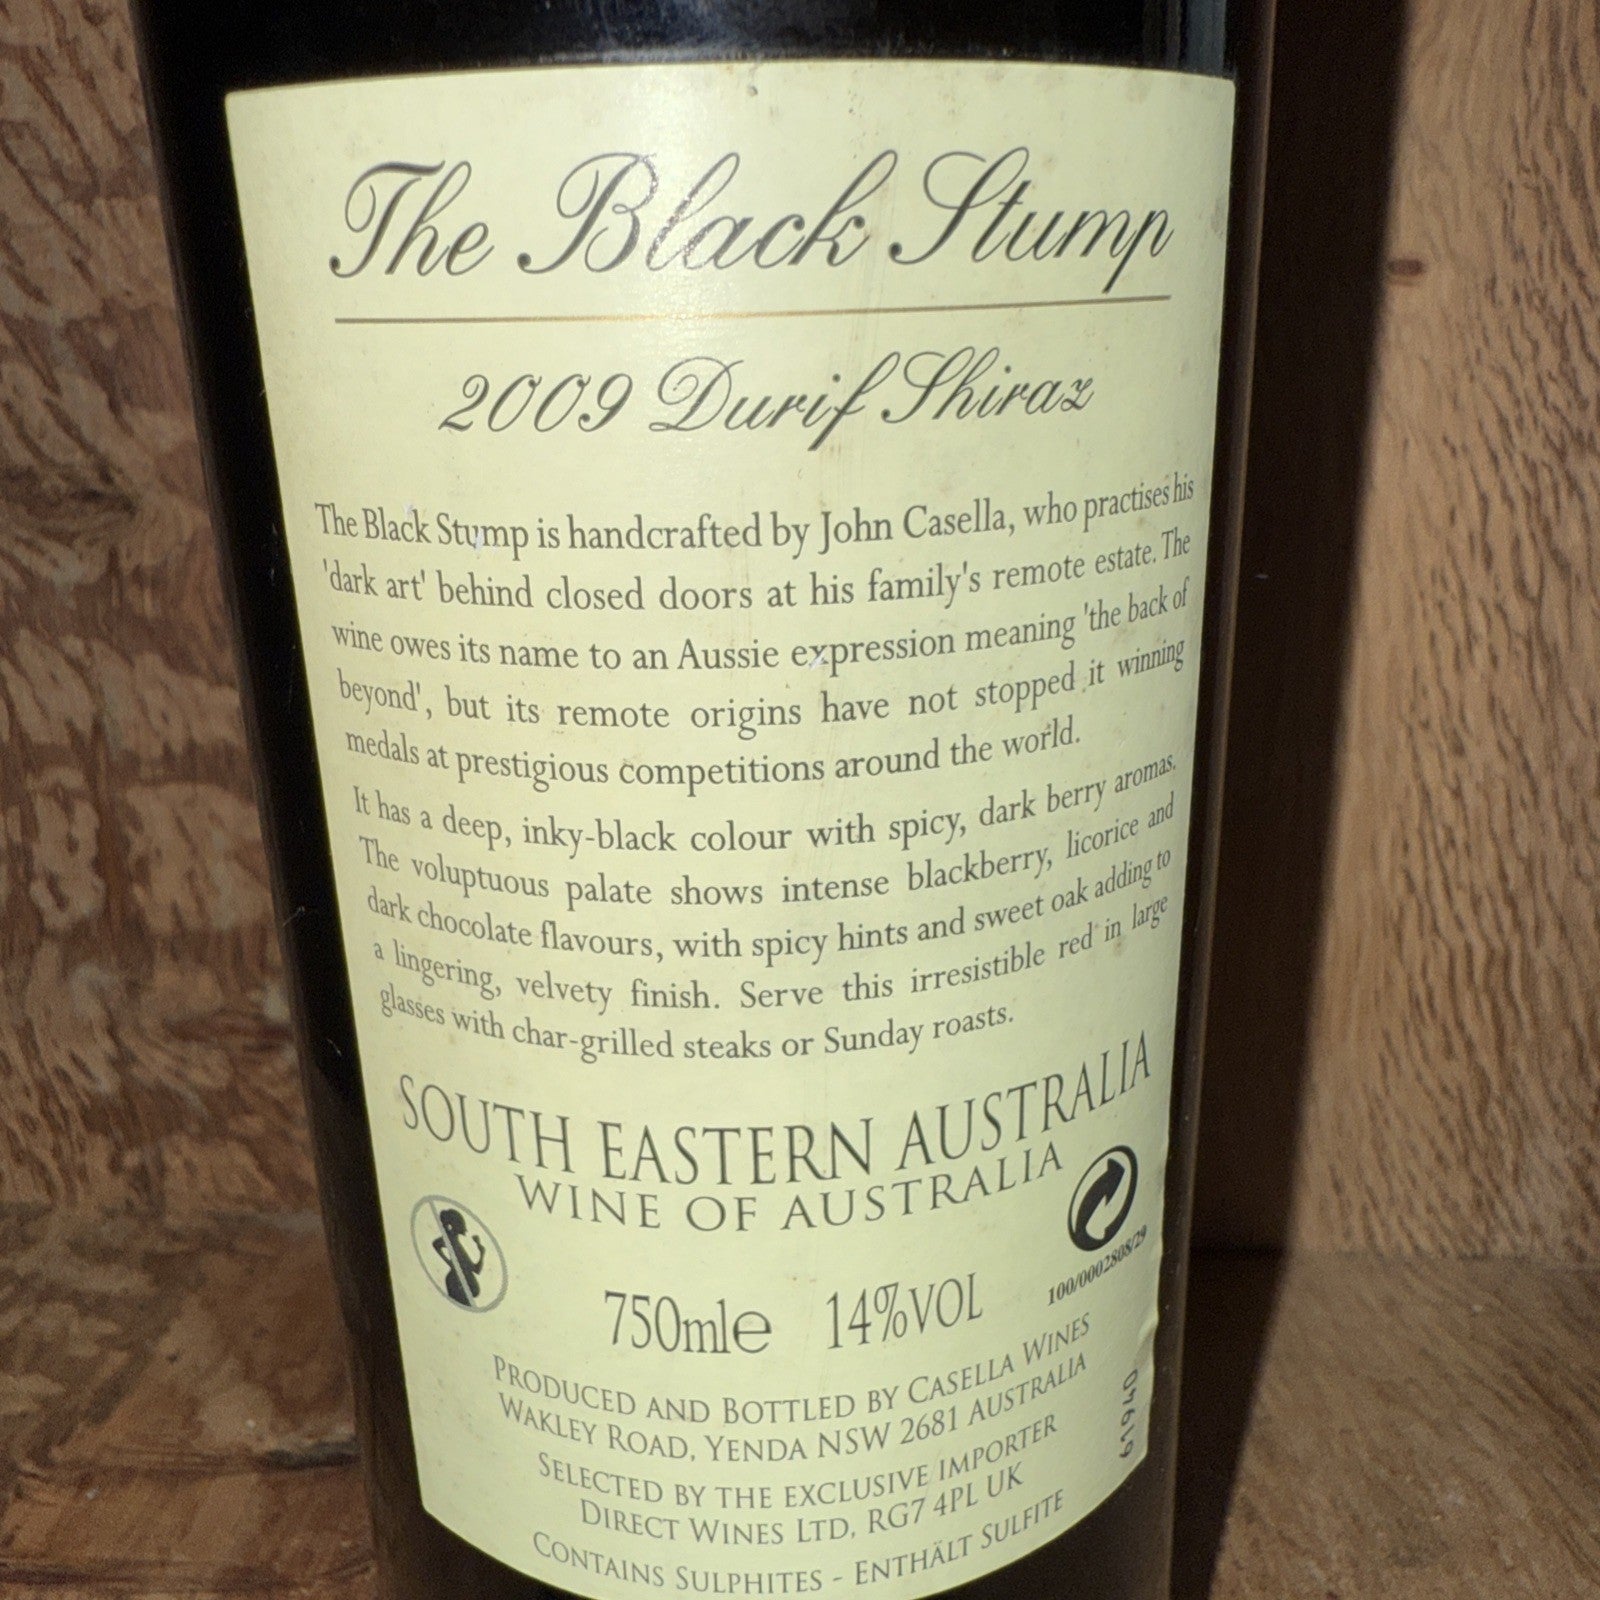 The Black Stump
2009 Durif Shiraz
The Black Stump is handcrafted by John Casella, who practises his
'dark art' behind closed doors at his family's remote estate. The
wine owes its name to an Aussie expression meaning 'the back of
beyond', but its remote origins have not stopped it winning
medals at prestigious competitions around the world.
It has a deep, inky-black colour with spicy, dark berry aromas.
The voluptuous palate shows intense blackberry, licorice and
dark chocolate flavours, with spicy hints and sweet oak adding to
a lingering, velvety finish. Serve this irresistible red in large
glasses with char-grilled steaks or Sunday roasts.
SOUTH EASTERN AUSTRALIA
WINE OF AUSTRALIA
100/0002808/29
750ml e 14%VOL
PRODUCED AND BOTTLED BY CASELLA WINES
WAKLEY ROAD, YENDA NSW 2681 AUSTRALIA
SELECTED BY THE EXCLUSIVE IMPORTER
DIRECT WINES LTD, RG7 4PL UK
CONTAINS SULPHITES - ENTHÄLT SULFITE
04619